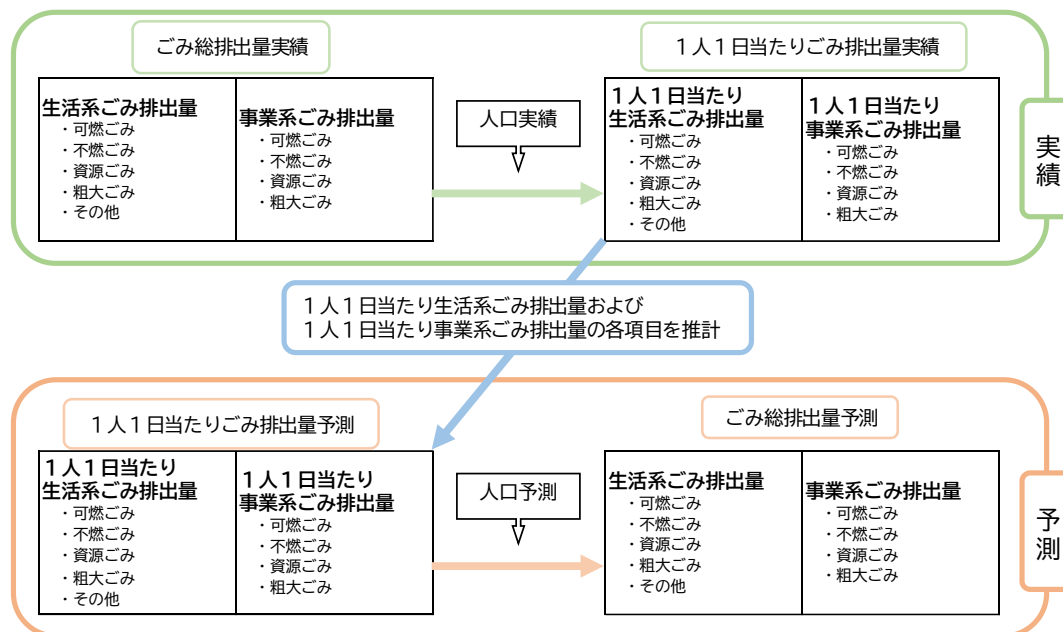 ごみ総排出量実績
生活系ごみ排出量
・可燃ごみ
・不燃ごみ
・資源ごみ
・粗大ごみ
・その他
事業系ごみ排出量
・可燃ごみ
・不燃ごみ
・資源ごみ
・粗大ごみ
人口実績
１人１日当たりごみ排出量実績
１人１日当たり
生活系ごみ排出量
・可燃ごみ
・不燃ごみ
・資源ごみ
・粗大ごみ
・その他
１人１日当たり
事業系ごみ排出量
・可燃ごみ
・不燃ごみ
・資源ごみ
・粗大ごみ
実績
１人１日当たり生活系ごみ排出量および
１人１日当たり事業系ごみ排出量の各項目を推計
１人１日当たりごみ排出量予測
１人１日当たり
生活系ごみ排出量
・可燃ごみ
・不燃ごみ
・資源ごみ
・粗大ごみ
・その他
１人１日当たり
事業系ごみ排出量
・可燃ごみ
・不燃ごみ
・資源ごみ
・粗大ごみ
人口予測
ごみ総排出量予測
生活系ごみ排出量
・可燃ごみ
・不燃ごみ
・資源ごみ
・粗大ごみ
・その他
事業系ごみ排出量
・可燃ごみ
・不燃ごみ
・資源ごみ
・粗大ごみ
予測